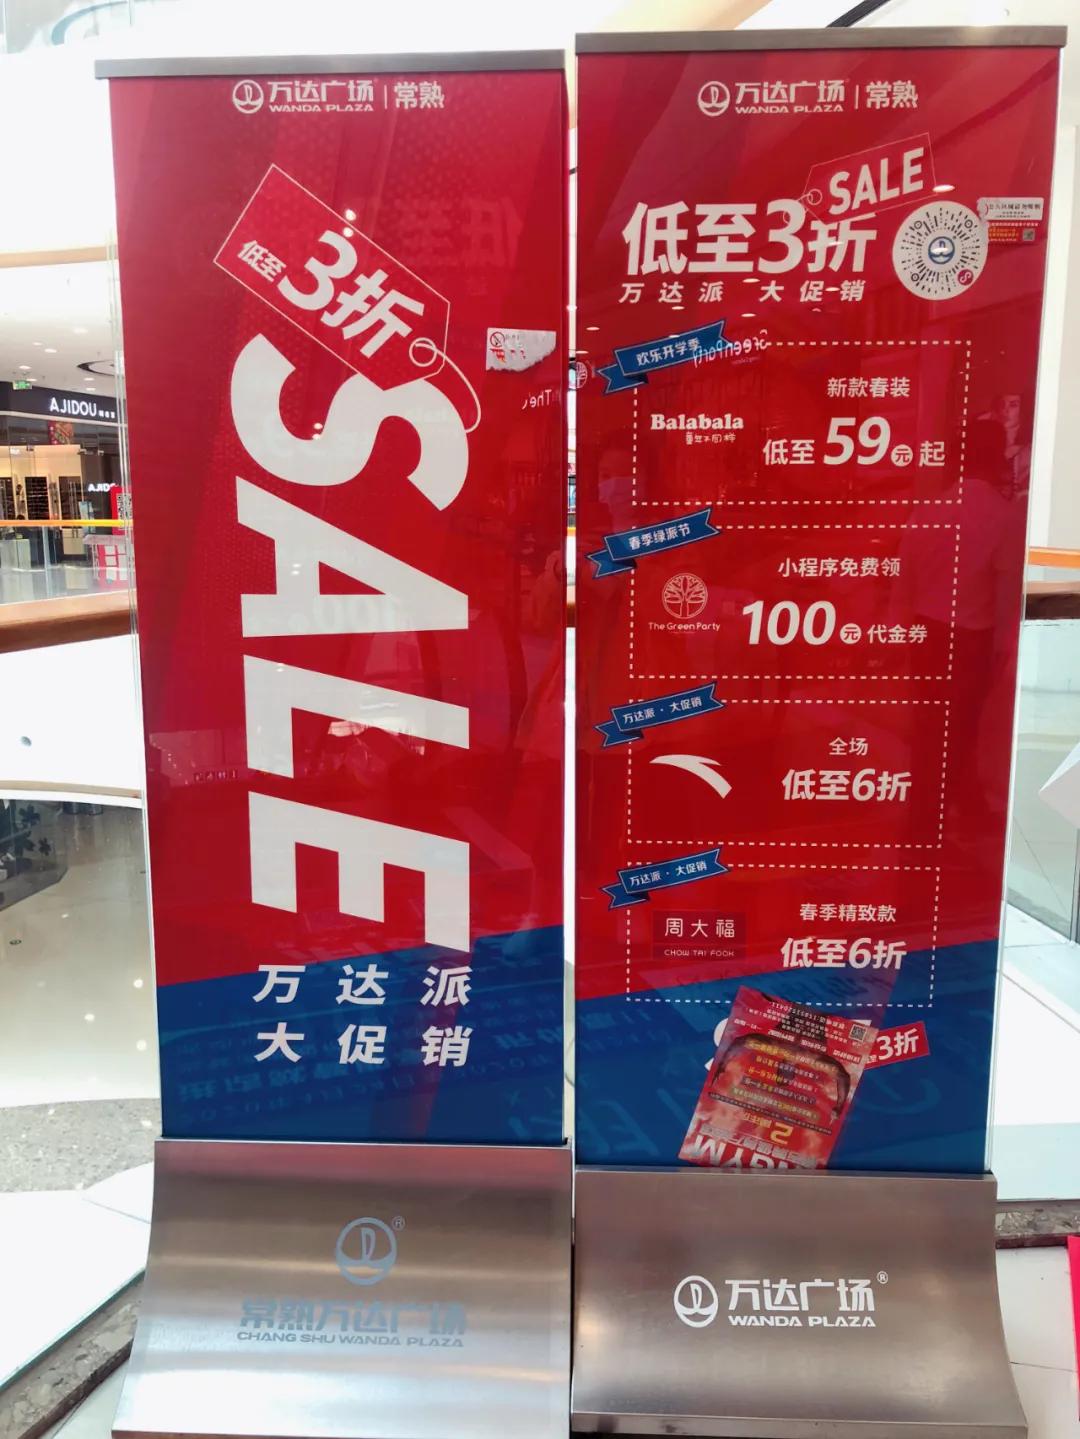 万达广场 | 常熟
WANDA PLAZA
低至3折
SALE
万达派
大促销
常熟万达广场
CHANG SHU WANDA PLAZA
万达广场 | 常熟
WANDA PLAZA
SALE
低至3折
万达派 大促销
欢乐开学季
Balabala
童年不同样
新款春装
低至59元起
春季绿派节
The Green Party
小程序免费领
100元代金券
万达派·大促销
全场
低至6折
万达派·大促销
周大福
CHOW TAI FOOK
春季精致款
低至6折
3折
万达广场
WANDA PLAZA
AJIDOU